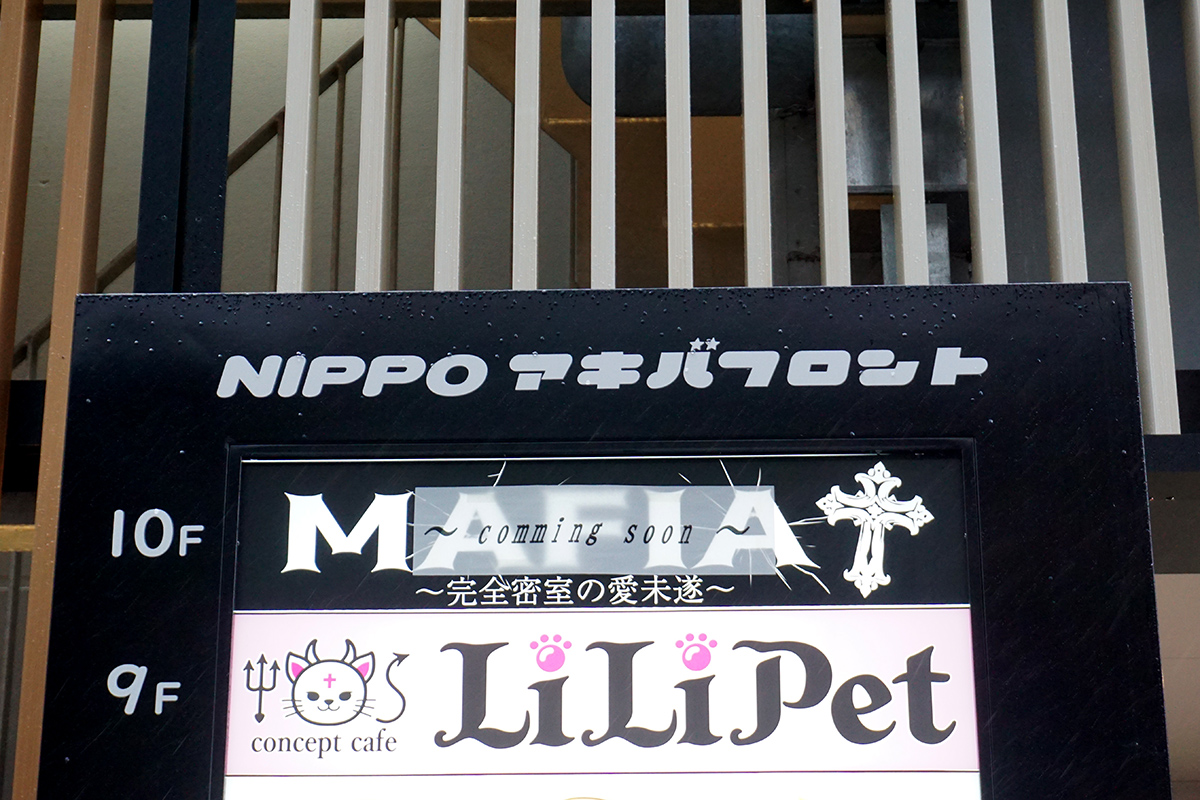 NIPPO アキバフロント
10F
MAFIA
~ comming soon ~
~完全密室の愛未遂~
9F
LiLiPet
concept cafe